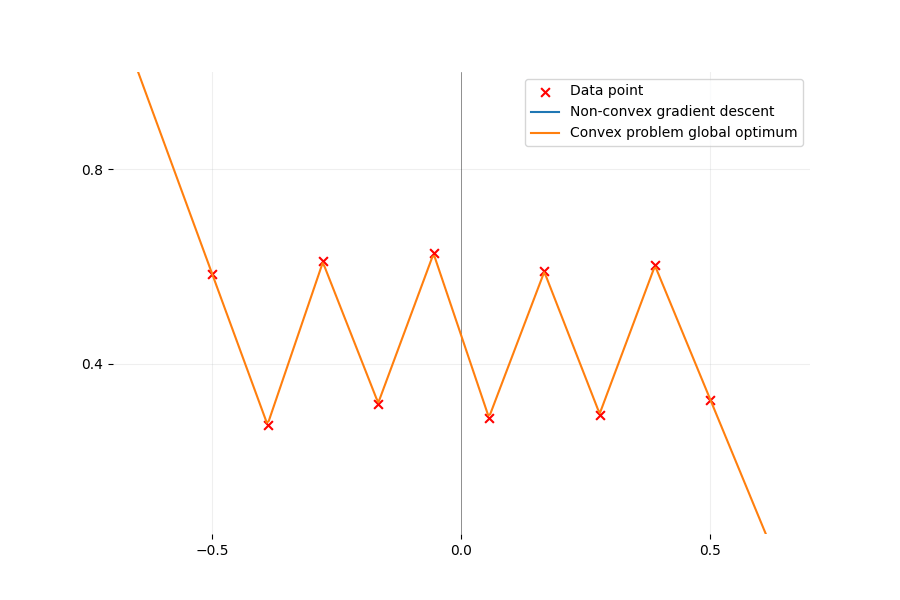 Data point
Non-convex gradient descent
Convex problem global optimum
0.8
0.4
−0.5
0.0
0.5